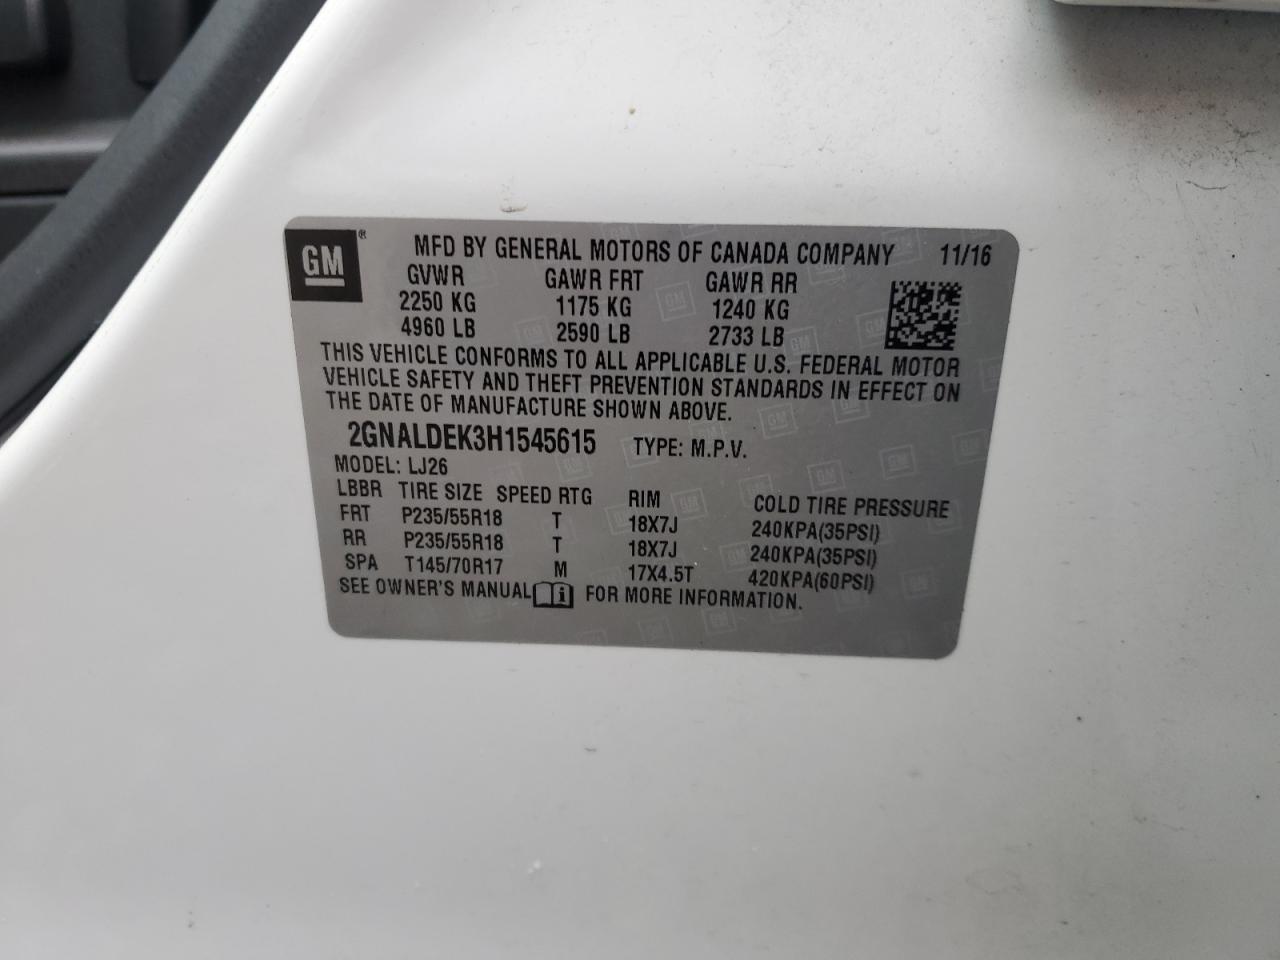 GM®
MFD BY GENERAL MOTORS OF CANADA COMPANY 11/16
GVWR GAWR FRT GAWR RR
2250 KG 1175 KG 1240 KG
4960 LB 2590 LB 2733 LB
THIS VEHICLE CONFORMS TO ALL APPLICABLE U.S. FEDERAL MOTOR
VEHICLE SAFETY AND THEFT PREVENTION STANDARDS IN EFFECT ON
THE DATE OF MANUFACTURE SHOWN ABOVE.
2GNALDEK3H1545615 TYPE: M.P.V.
MODEL: LJ26
LBBR TIRE SIZE SPEED RTG RIM COLD TIRE PRESSURE
FRT P235/55R18 T 18X7J 240KPA(35PSI)
RR P235/55R18 T 18X7J 240KPA(35PSI)
SPA T145/70R17 M 17X4.5T 420KPA(60PSI)
SEE OWNER'S MANUAL i FOR MORE INFORMATION.